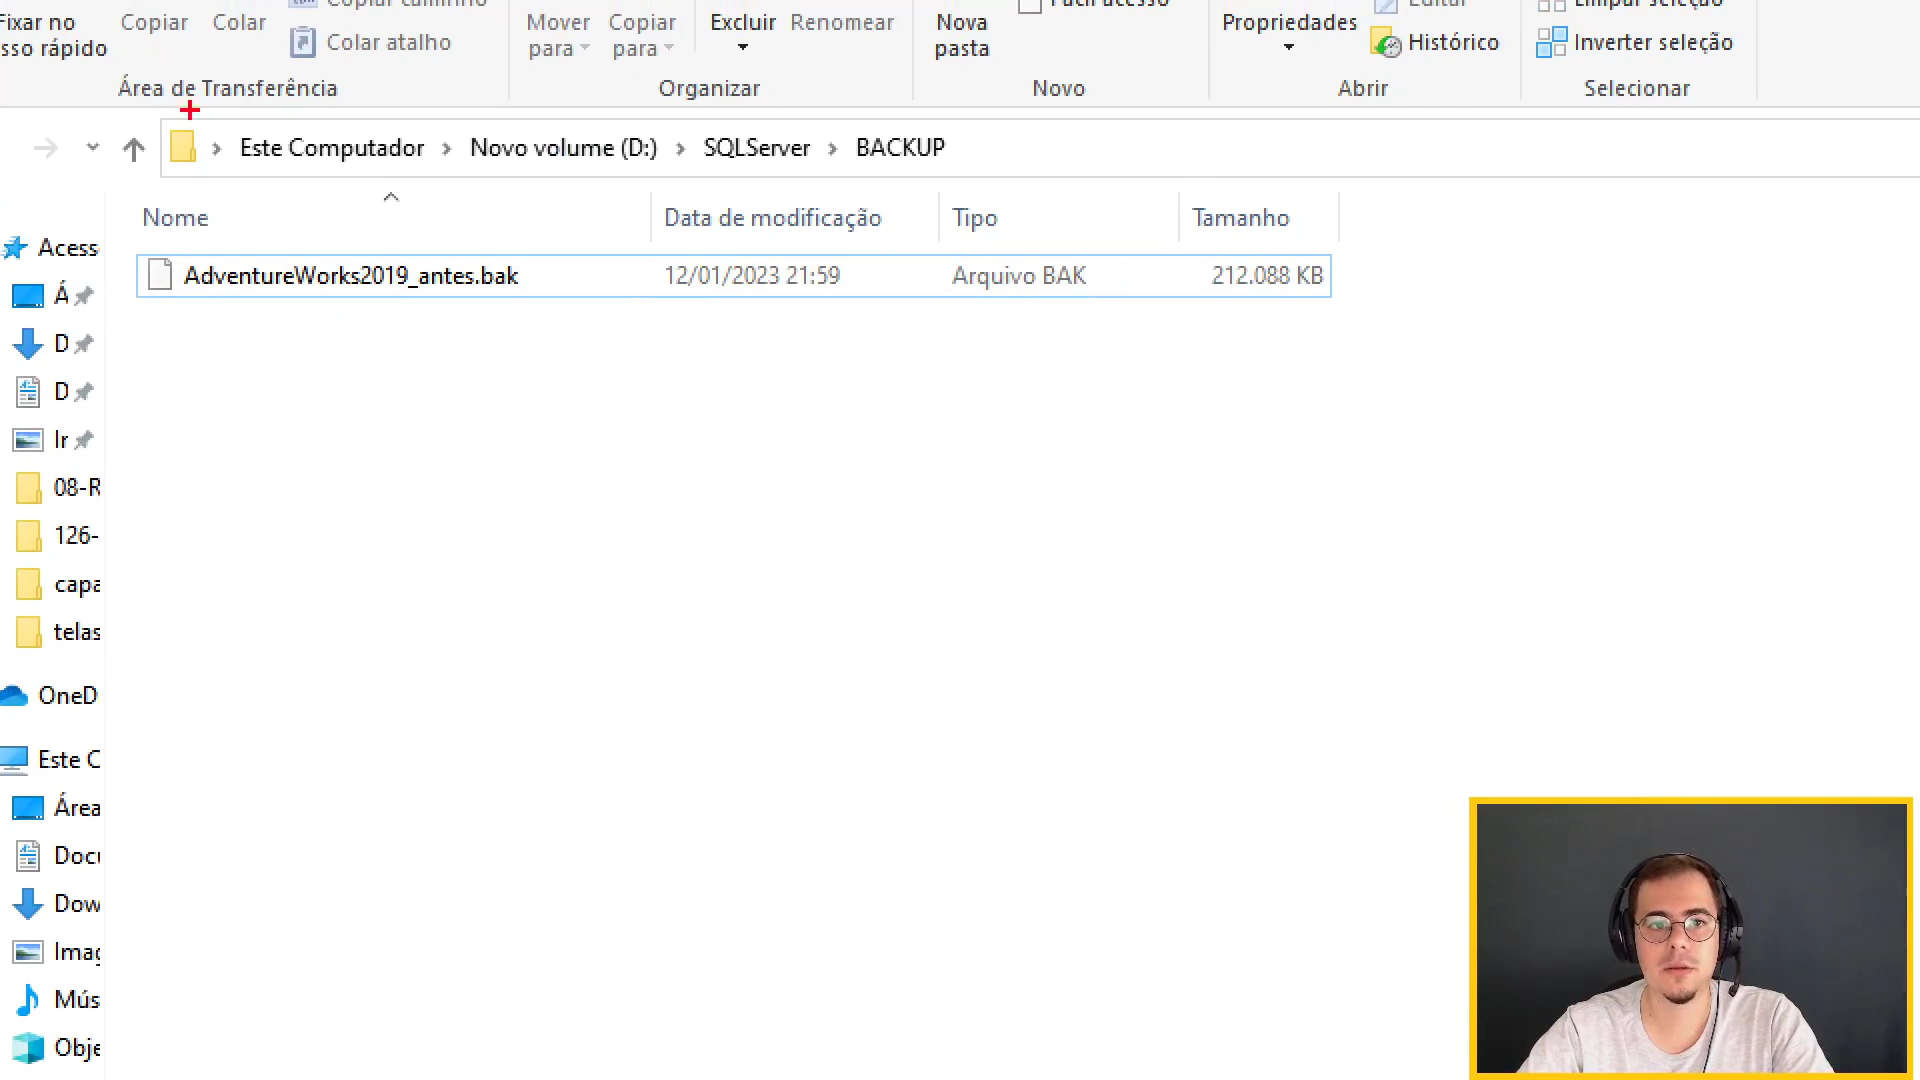 Fixar no
Copiar
Colar
Colar atalho
Mover
para
Copiar
para
Excluir
Renomear
Nova
pasta
Propriedades
Histórico
Inverter seleção
Área de Transferência
Organizar
Novo
Abrir
Selecionar
Este Computador > Novo volume (D:) > SQLServer > BACKUP
Nome
Data de modificação
Tipo
Tamanho
AdventureWorks2019_antes.bak
12/01/2023 21:59
Arquivo BAK
212.088 KB
Acess
Á
D
D
08-R
126-
capa
telas
OneD
Este C
Área
Docu
Dow
Imag
Mús
Obje